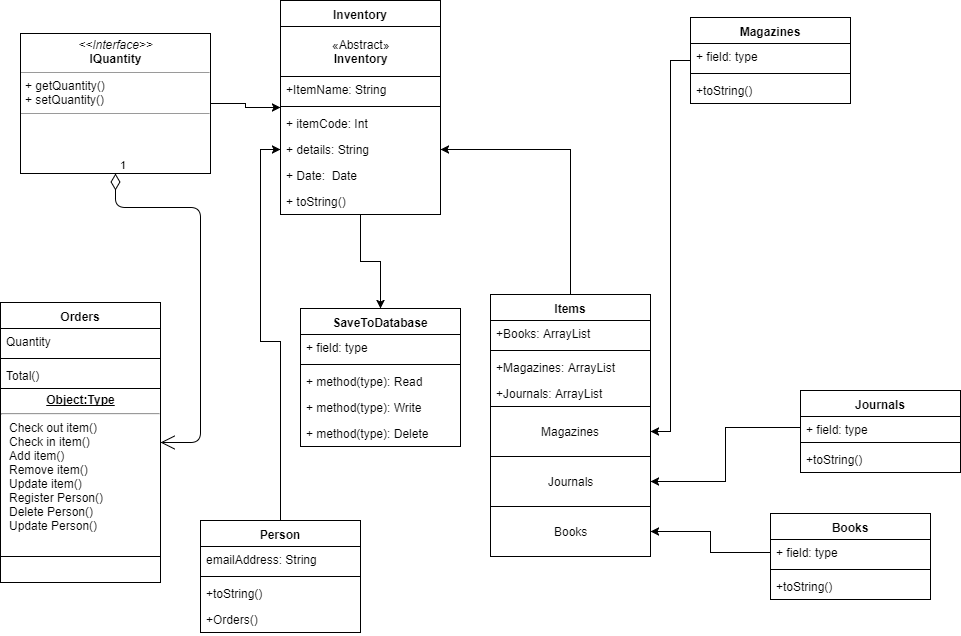 <<Interface>>
IQuantity
+ getQuantity()
+ setQuantity()
1
Inventory
«Abstract»
Inventory
+ItemName: String
+ itemCode: Int
+ details: String
+ Date:  Date
+ toString()
Magazines
+ field: type
+toString()
Orders
Quantity
Total()
Object:Type
Check out item()
Check in item()
Add item()
Remove item()
Update item()
Register Person()
Delete Person()
Update Person()
SaveToDatabase
+ field: type
+ method(type): Read
+ method(type): Write
+ method(type): Delete
Items
+Books: ArrayList
+Magazines: ArrayList
+Journals: ArrayList
Magazines
Journals
Books
Journals
+ field: type
+toString()
Person
emailAddress: String
+toString()
+Orders()
Books
+ field: type
+toString()